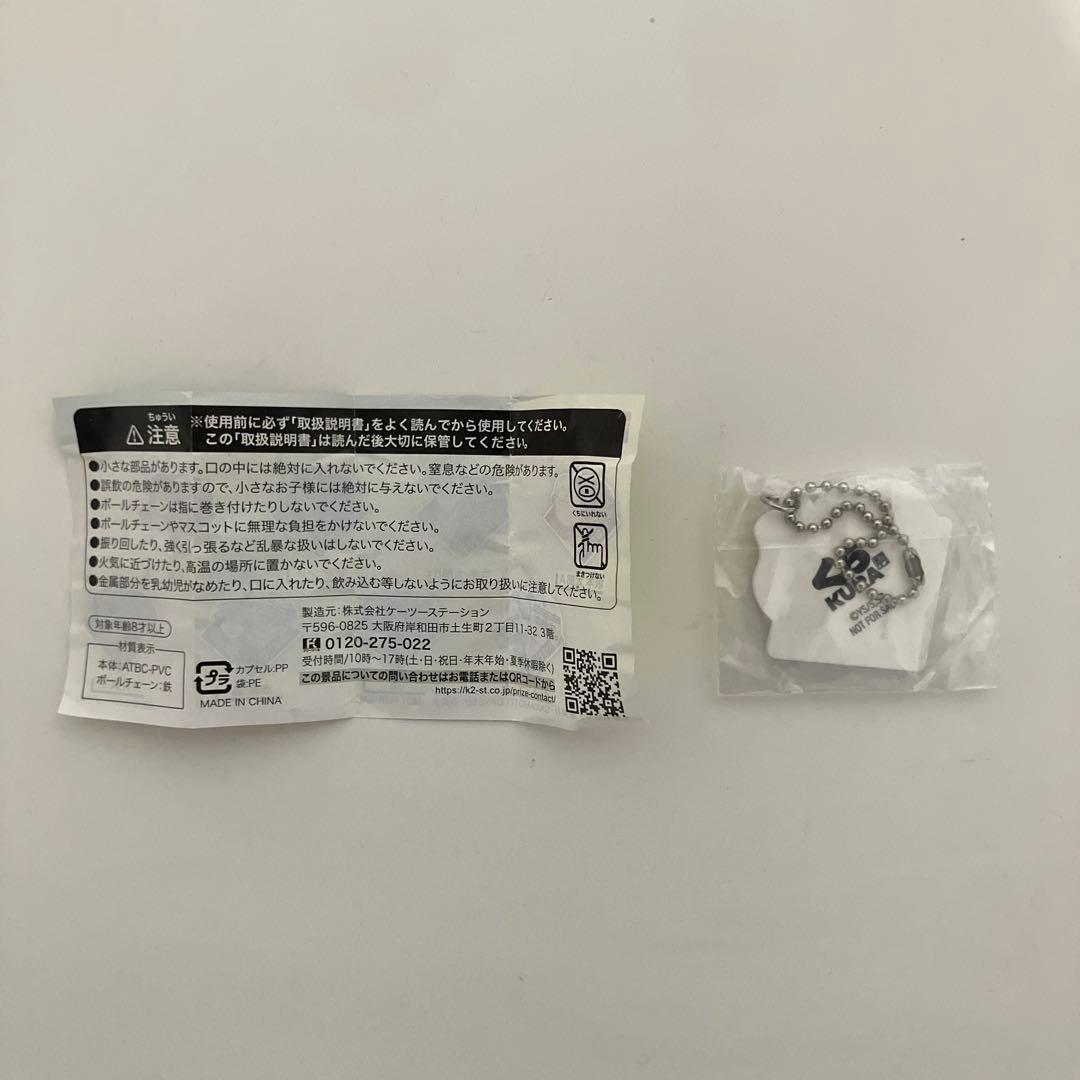 ちゅうい
注意
※使用前に必ず「取扱説明書」をよく読んでから使用してください。
この「取扱説明書」は読んだ後大切に保管してください。
●小さな部品があります。口の中には絶対に入れないでください。窒息などの危険があります。
●誤飲の危険がありますので、小さなお子様には絶対に与えないでください。
●ボールチェーンは指に巻き付けたりしないでください。
●ボールチェーンやマスコットに無理な負担をかけないでください。
●振り回したり、強く引っ張るなど乱暴な扱いはしないでください。
●火気に近づけたり、高温の場所に置かないでください。
●金属部分を乳幼児がなめたり、口に入れたり、飲み込む等しないようにお取り扱いに注意してください。
くちにいれない
まきつけない
対象年齢8才以上
材質表示
本体:ATBC-PVC
ボールチェーン:鉄
プラ
カプセル:PP
袋:PE
MADE IN CHINA
製造元:株式会社ケーツーステーション
〒596-0825 大阪府岸和田市土生町2丁目11-32 3階
0120-275-022
受付時間/10時〜17時(土・日・祝日・年末年始・夏季休暇除く)
この景品についての問い合わせはお電話またはQRコードから
https://k2-st.co.jp/prize-contact/
KURA
NOT FOR SALE